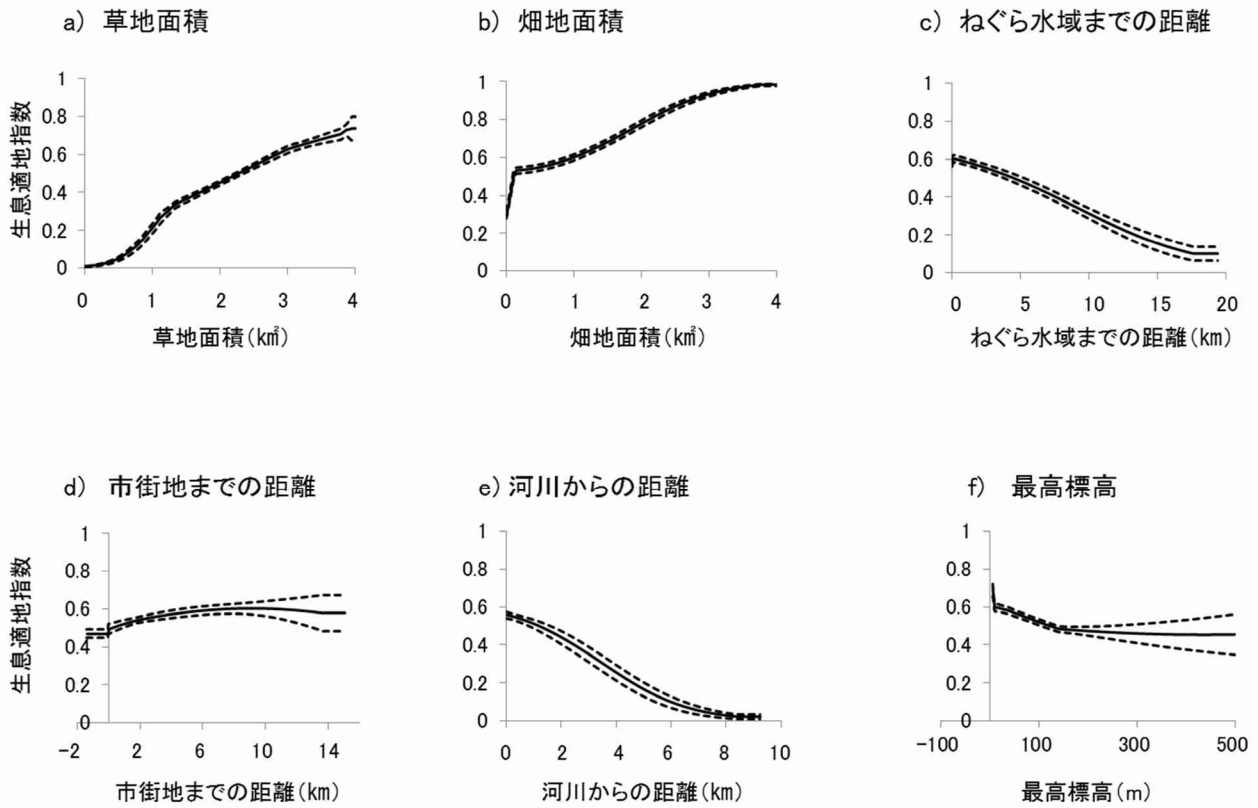 a) 草地面積
b) 畑地面積
c) ねぐら水域までの距離
生息適地指数
1
0.8
0.6
0.4
0.2
0
0 1 2 3 4
草地面積(k㎡)
1
0.8
0.6
0.4
0.2
0
0 1 2 3 4
畑地面積(k㎡)
1
0.8
0.6
0.4
0.2
0
0 5 10 15 20
ねぐら水域までの距離(km)
d) 市街地までの距離
e) 河川からの距離
f) 最高標高
生息適地指数
1
0.8
0.6
0.4
0.2
0
-2 2 6 10 14
市街地までの距離(km)
1
0.8
0.6
0.4
0.2
0
0 2 4 6 8 10
河川からの距離(km)
1
0.8
0.6
0.4
0.2
0
-100 100 300 500
最高標高(m)